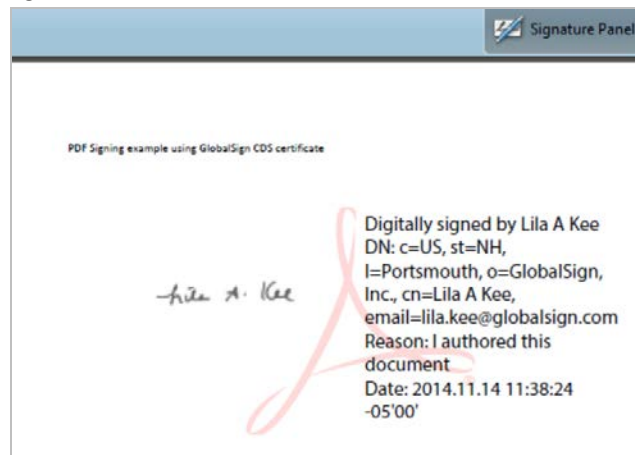 Signature Panel
PDF Signing example using GlobalSign CDS certificate
Digitally signed by Lila A Kee
DN: c=US, st=NH,
l=Portsmouth, o=GlobalSign,
Inc., cn=Lila A Kee,
email=lila.kee@globalsign.com
Reason: I authored this
document
Date: 2014.11.14 11:38:24
-05'00'
Lila A. Kee